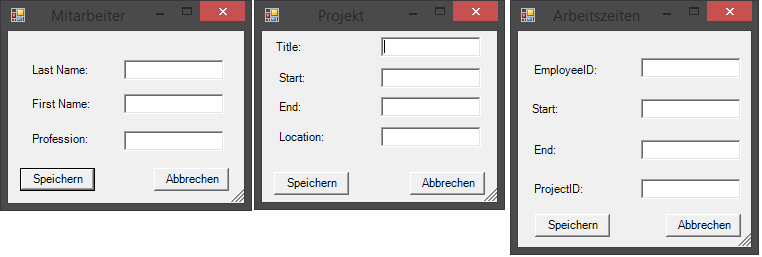 Mitarbeiter
Last Name:
First Name:
Profession:
Speichern Abbrechen
Projekt
Title:
Start:
End:
Location:
Speichern Abbrechen
Arbeitszeiten
EmployeeID:
Start:
End:
ProjectID:
Speichern Abbrechen